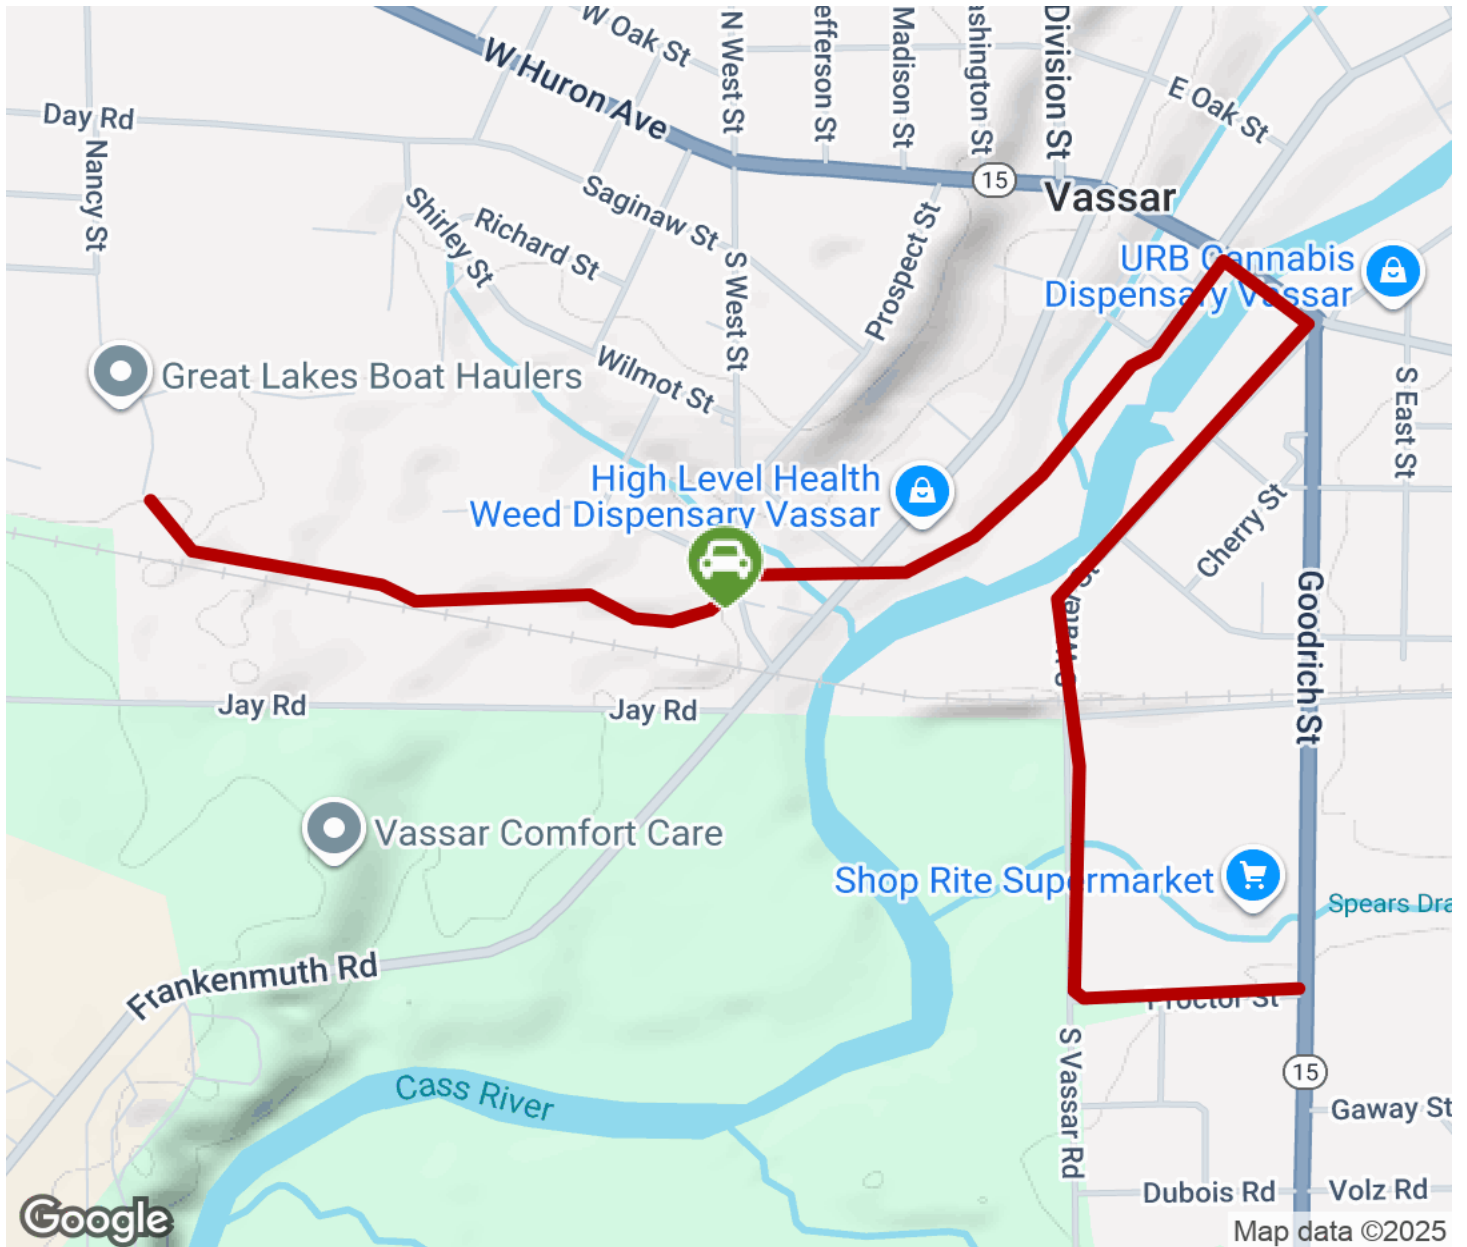 W Oak St
N West St
efferson St
Madison St
ashington St
Division St
W Huron Ave
E Oak St
Day Rd
Nancy St
15
Vassar
Saginaw St
Shirley St
Richard St
Prospect St
S West St
URB Cannabis
Dispensary Vassar
Great Lakes Boat Haulers
Wilmot St
S East St
High Level Health
Weed Dispensary Vassar
Cherry St
Goodrich St
Jay Rd
Jay Rd
Vassar Comfort Care
Shop Rite Supermarket
Spears Dra
Frankenmuth Rd
Proctor St
S Vassar Rd
15
Cass River
Gaway St
Dubois Rd
Volz Rd
Google
Map data ©2025